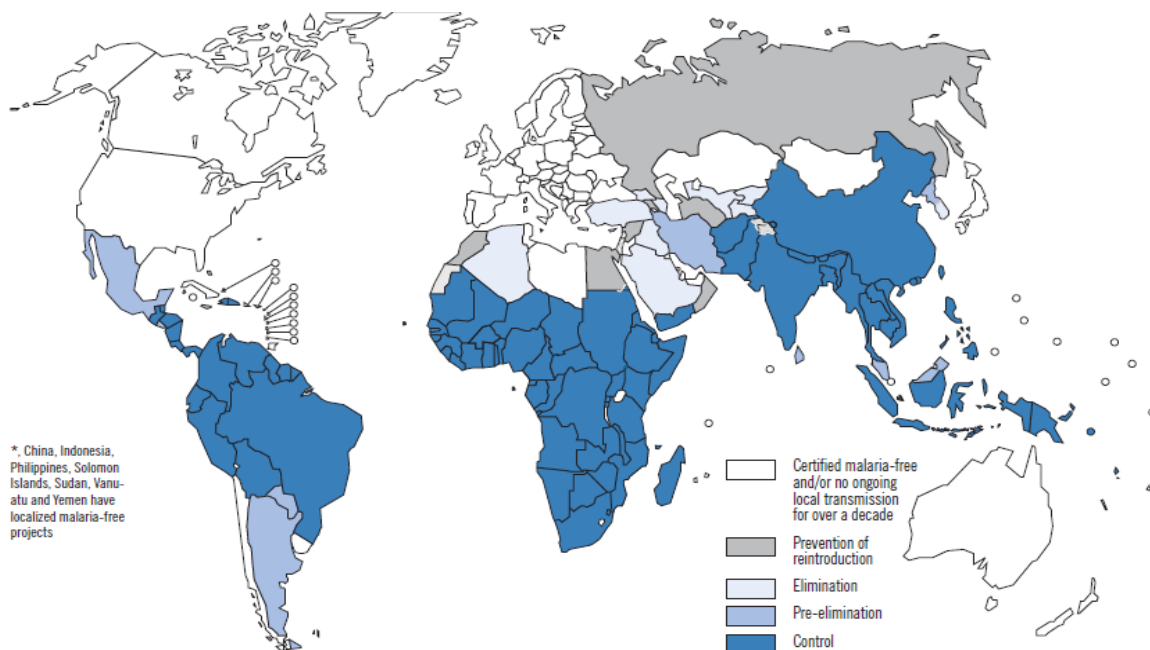 *, China, Indonesia,
Philippines, Solomon
Islands, Sudan, Vanu-
atu and Yemen have
localized malaria-free
projects
Certified malaria-free
and/or no ongoing
local transmission
for over a decade
Prevention of
reintroduction
Elimination
Pre-elimination
Control